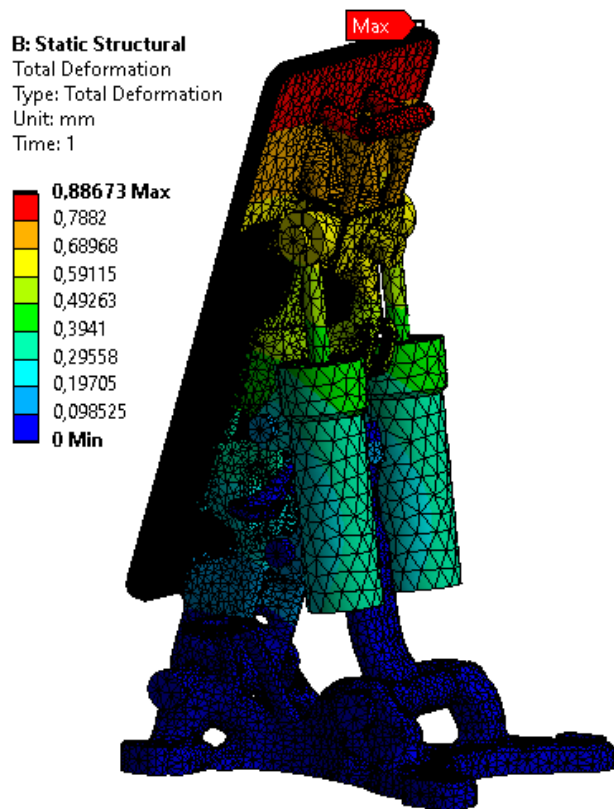 Max
B: Static Structural
Total Deformation
Type: Total Deformation
Unit: mm
Time: 1
0,88673 Max
0,7882
0,68968
0,59115
0,49263
0,3941
0,29558
0,19705
0,098525
0 Min